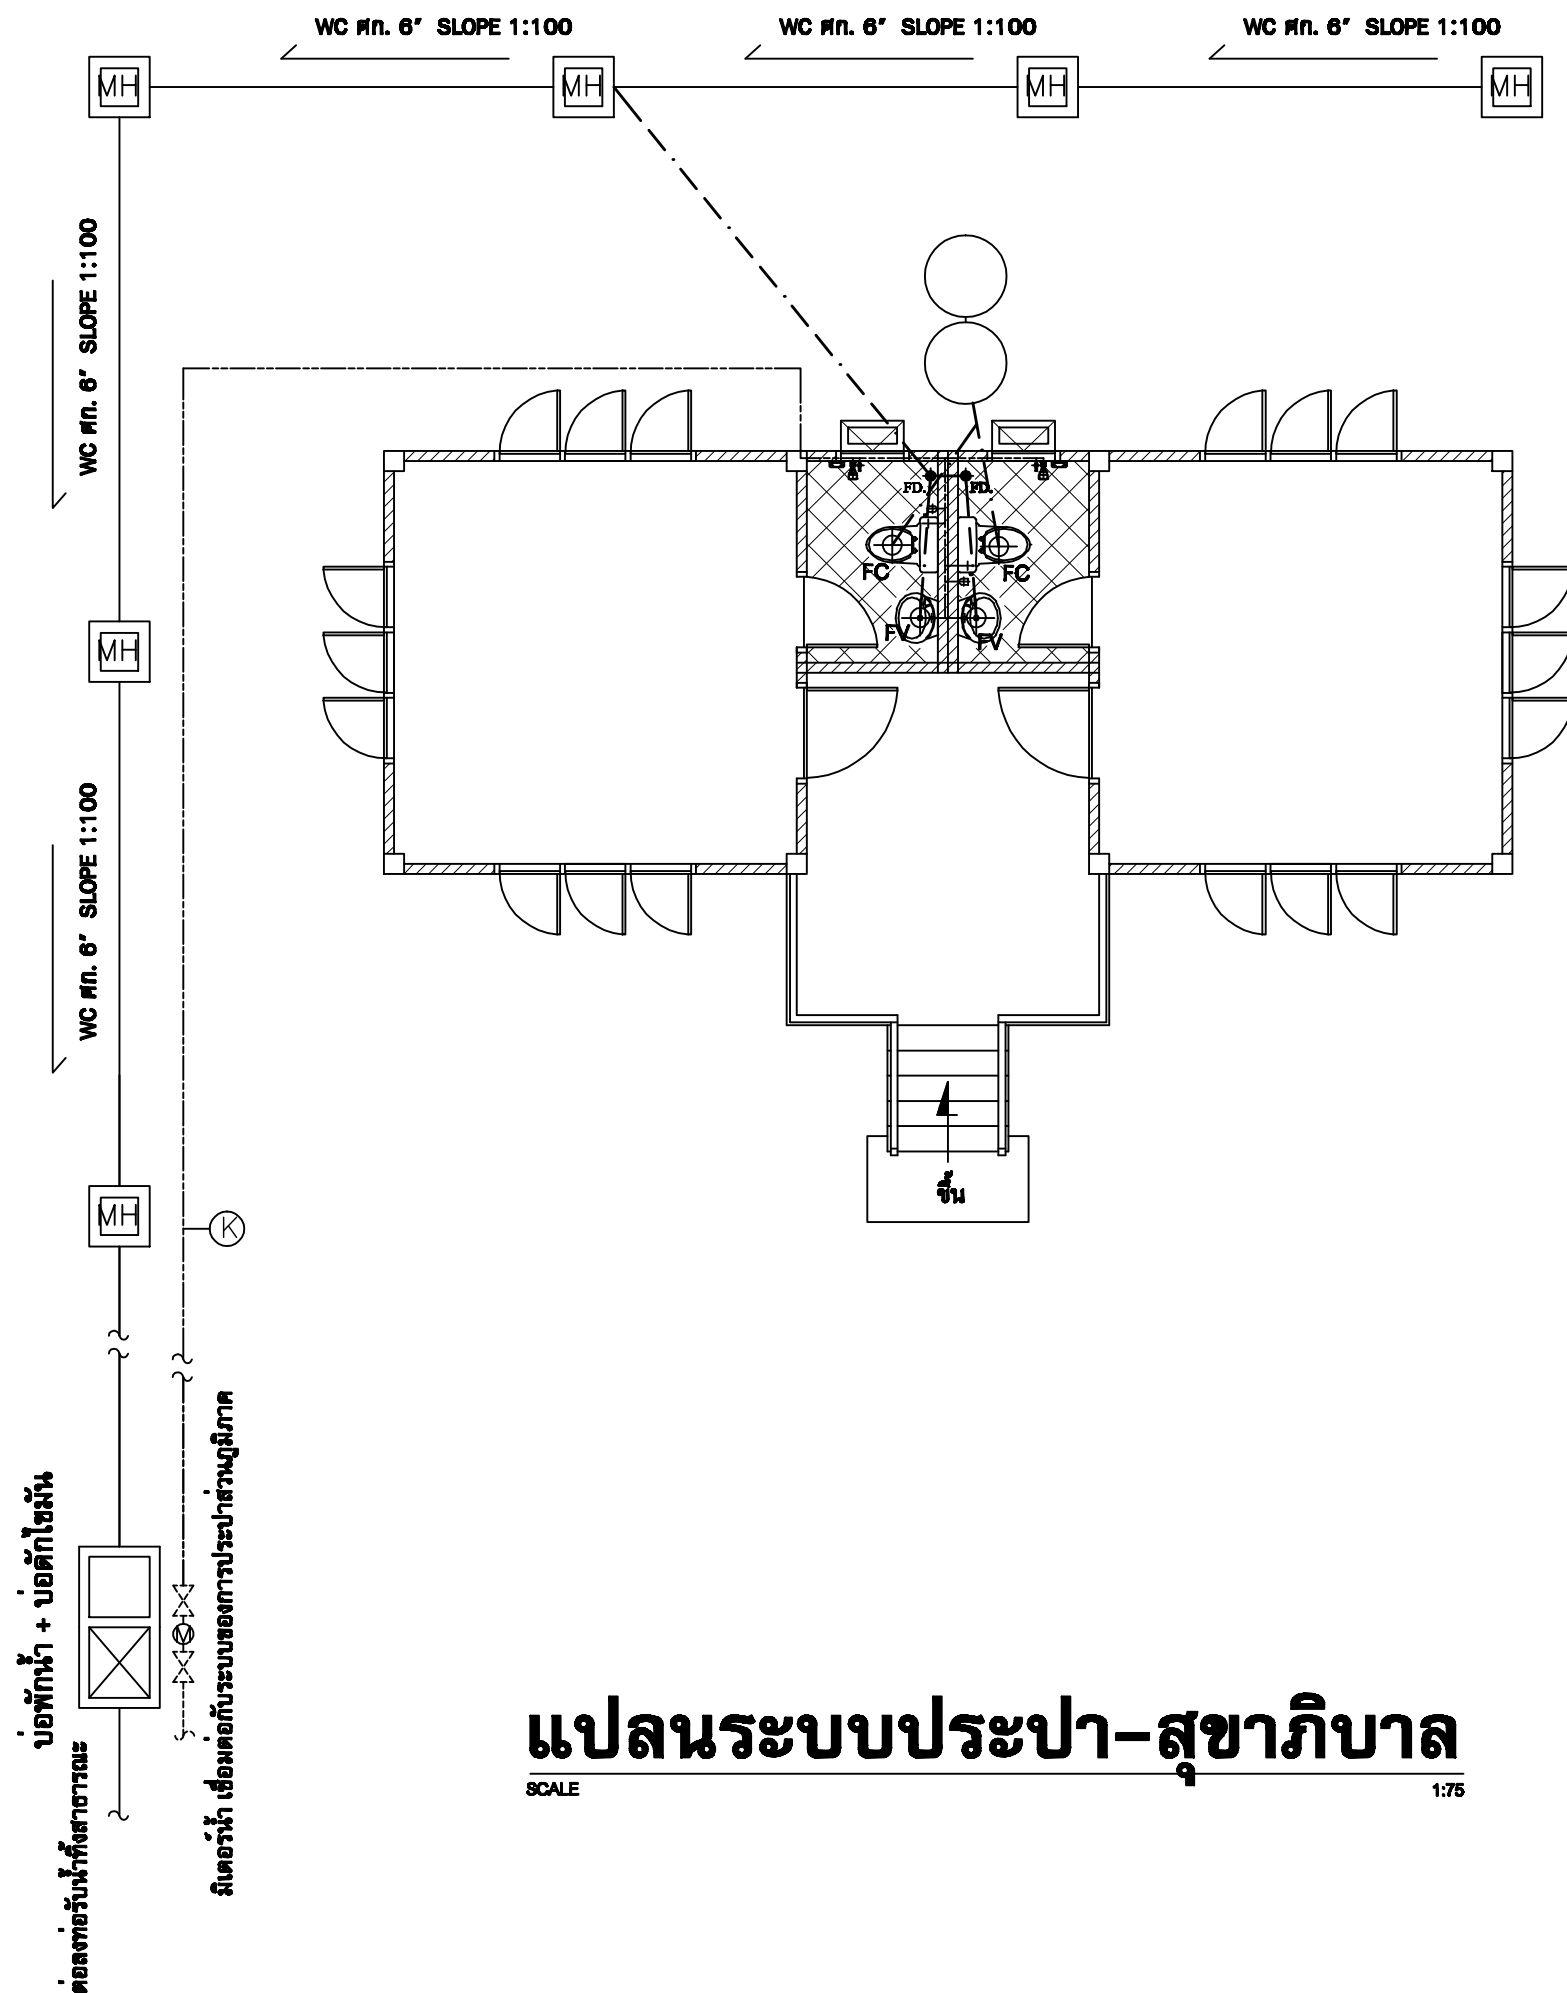 WC ศก. 6" SLOPE 1:100
WC ศก. 6" SLOPE 1:100
WC ศก. 6" SLOPE 1:100
MH
MH
MH
MH
WC ศก. 6" SLOPE 1:100
FD.
FD.
FC
FC
FV
FV
MH
WC ศก. 6" SLOPE 1:100
ขึ้น
MH
K
มิเตอร์น้ำ เชื่อมต่อกับระบบของการประปาส่วนภูมิภาค
บ่อพักน้ำ + บ่อดักไขมัน
M
ต่อลงท่อรับน้ำทิ้งสาธารณะ
แปลนระบบประปา-สุขาภิบาล
SCALE 1:75